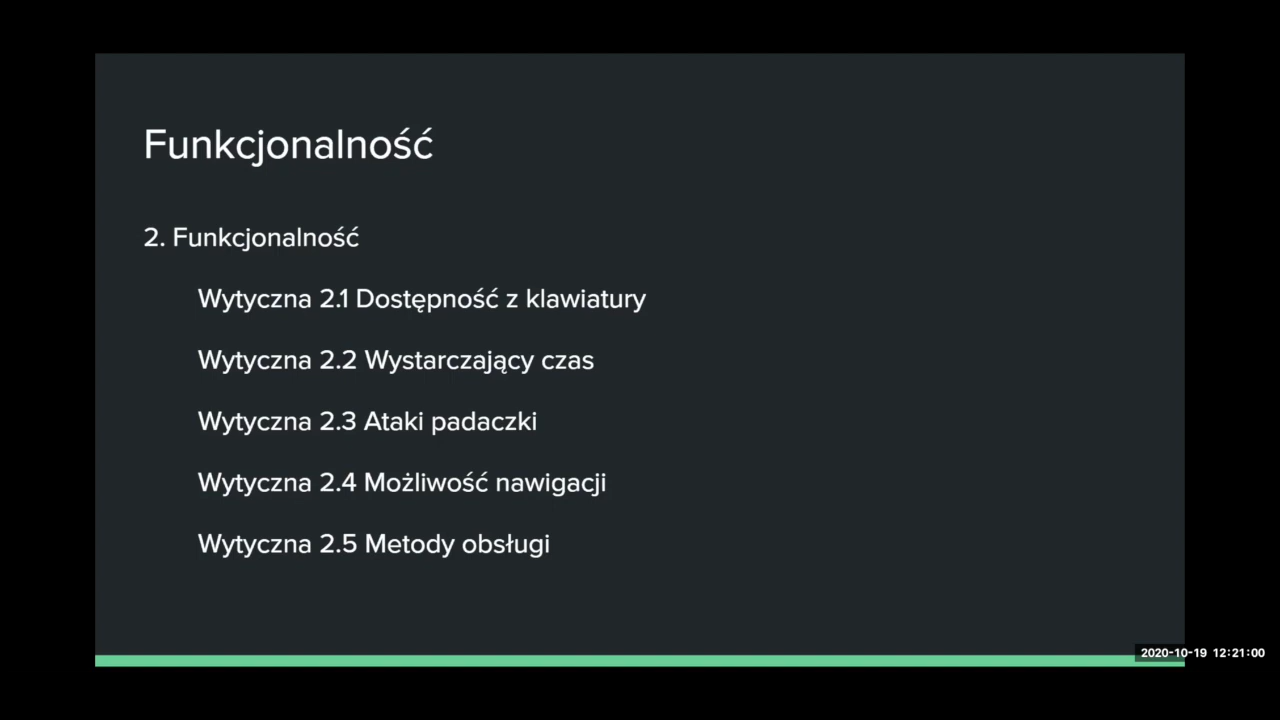 Funkcjonalność
2. Funkcjonalność
Wytyczna 2.1 Dostępność z klawiatury
Wytyczna 2.2 Wystarczający czas
Wytyczna 2.3 Ataki padaczki
Wytyczna 2.4 Możliwość nawigacji
Wytyczna 2.5 Metody obsługi
2020-10-19 12:21:00